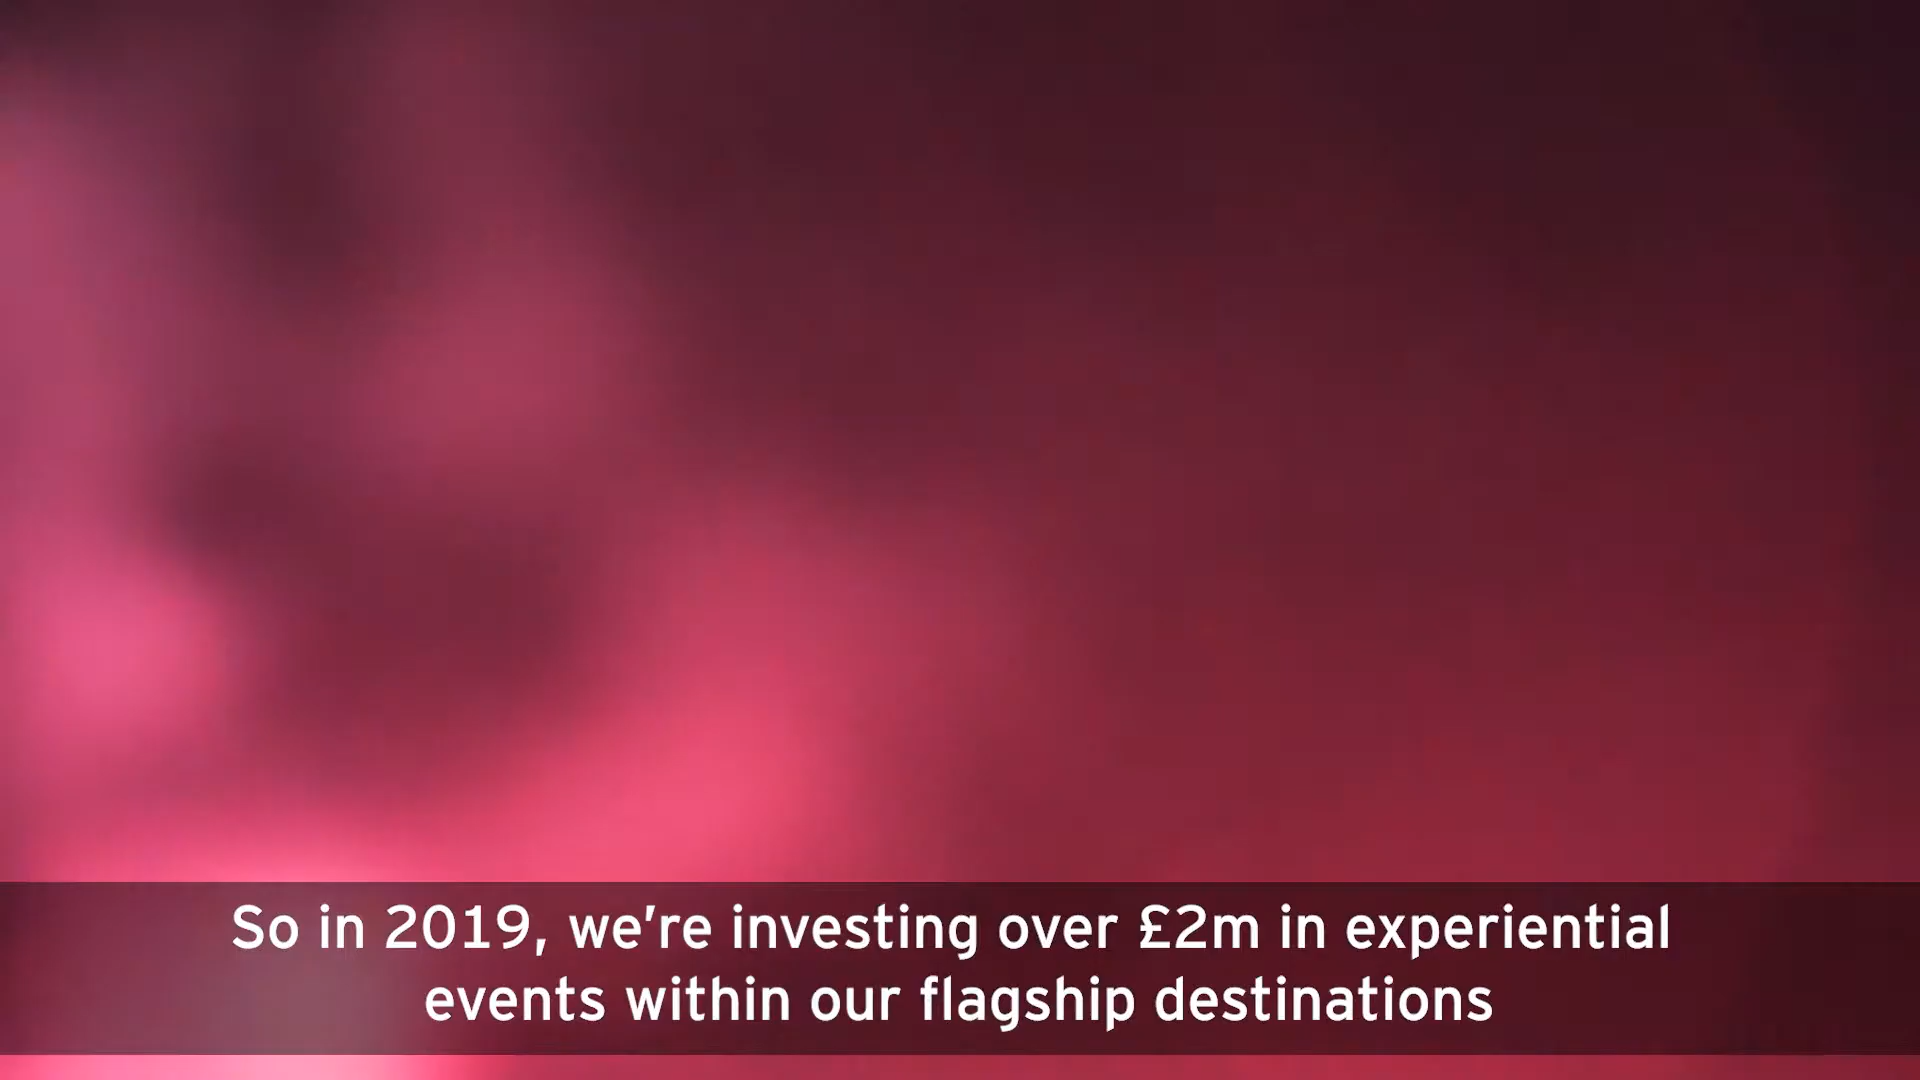 So in 2019, we’re investing over £2m in experiential
events within our flagship destinations